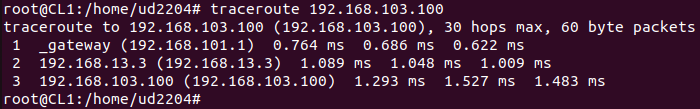 root@CL1:/home/ud2204# traceroute 192.168.103.100
traceroute to 192.168.103.100 (192.168.103.100), 30 hops max, 60 byte packets
 1  _gateway (192.168.101.1)  0.764 ms  0.686 ms  0.622 ms
 2  192.168.13.3 (192.168.13.3)  1.089 ms  1.048 ms  1.009 ms
 3  192.168.103.100 (192.168.103.100)  1.293 ms  1.527 ms  1.483 ms
root@CL1:/home/ud2204#